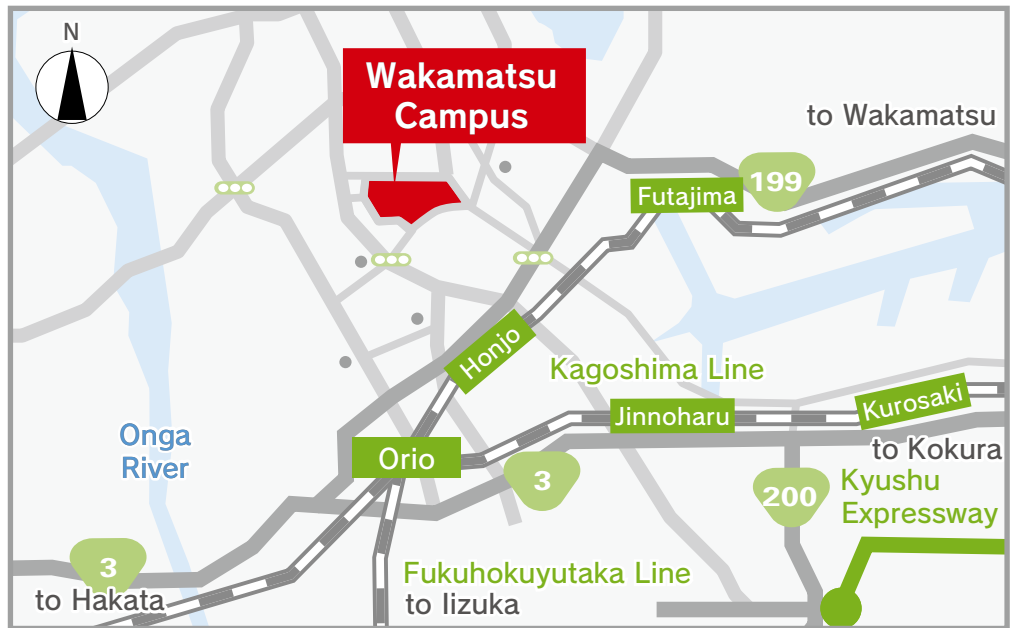 N
Wakamatsu
Campus
to Wakamatsu
199
Futajima
Honjo
Kagoshima Line
Kurosaki
Jinnoharu
Onga
River
Orio
to Kokura
3
200
Kyushu
Expressway
3
to Hakata
Fukuhokuyutaka Line
to Iizuka